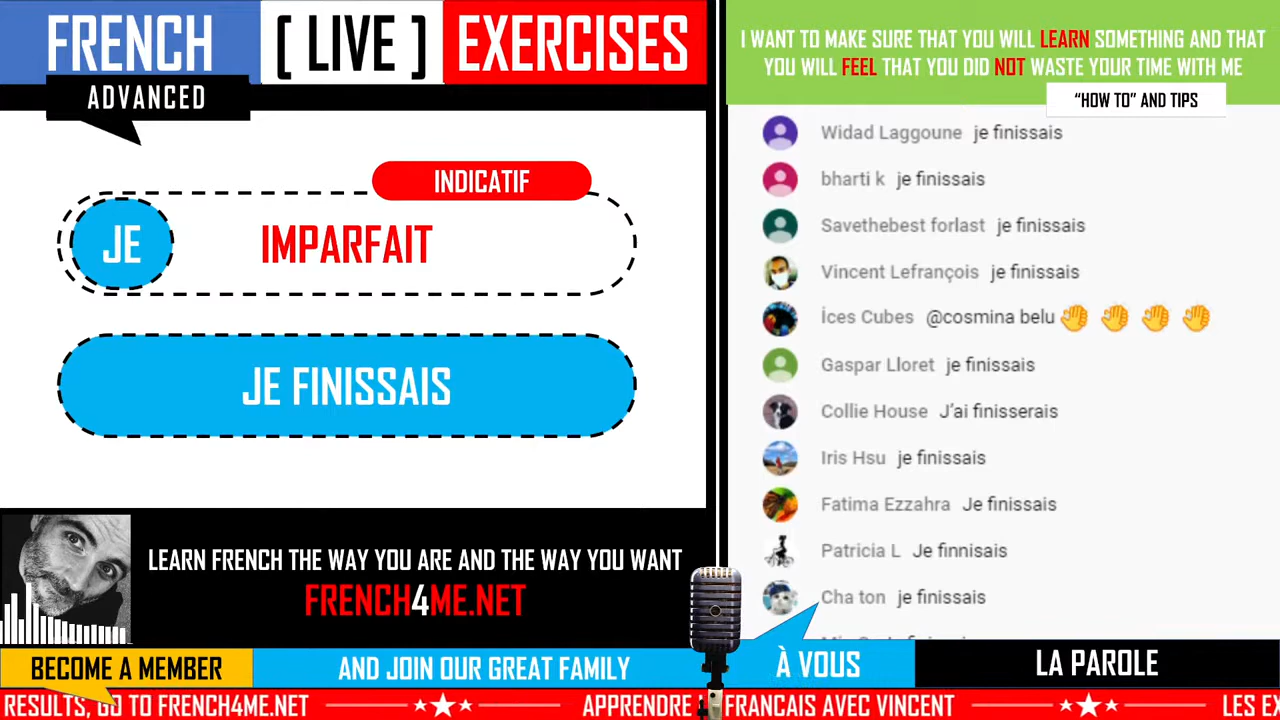 FRENCH [ LIVE ] EXERCISES
ADVANCED
INDICATIF
JE IMPARFAIT
JE FINISSAIS
LEARN FRENCH THE WAY YOU ARE AND THE WAY YOU WANT
FRENCH4ME.NET
I WANT TO MAKE SURE THAT YOU WILL LEARN SOMETHING AND THAT
YOU WILL FEEL THAT YOU DID NOT WASTE YOUR TIME WITH ME
“HOW TO” AND TIPS
Widad Laggoune je finissais
bharti k je finissais
Savethebest forlast je finissais
Vincent Lefrançois je finissais
İces Cubes @cosmina belu
Gaspar Lloret je finissais
Collie House J'ai finisserais
Iris Hsu je finissais
Fatima Ezzahra Je finissais
Patricia L Je finnisais
Cha ton je finissais
BECOME A MEMBER AND JOIN OUR GREAT FAMILY À VOUS LA PAROLE
RESULTS, GO TO FRENCH4ME.NET APPRENDRE FRANCAIS AVEC VINCENT LES